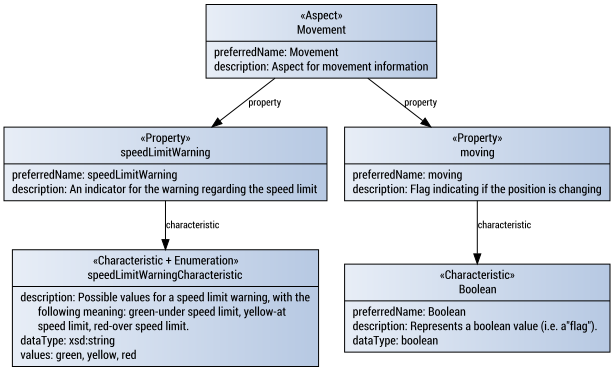 «Aspect»
Movement
preferredName: Movement
description: Aspect for movement information
property
property
«Property»
speedLimitWarning
preferredName: speedLimitWarning
description: An indicator for the warning regarding the speed limit
«Property»
moving
preferredName: moving
description: Flag indicating if the position is changing
characteristic
characteristic
«Characteristic + Enumeration»
speedLimitWarningCharacteristic
description: Possible values for a speed limit warning, with the
following meaning: green-under speed limit, yellow-at
speed limit, red-over speed limit.
dataType: xsd:string
values: green, yellow, red
«Characteristic»
Boolean
preferredName: Boolean
description: Represents a boolean value (i.e. a"flag").
dataType: boolean